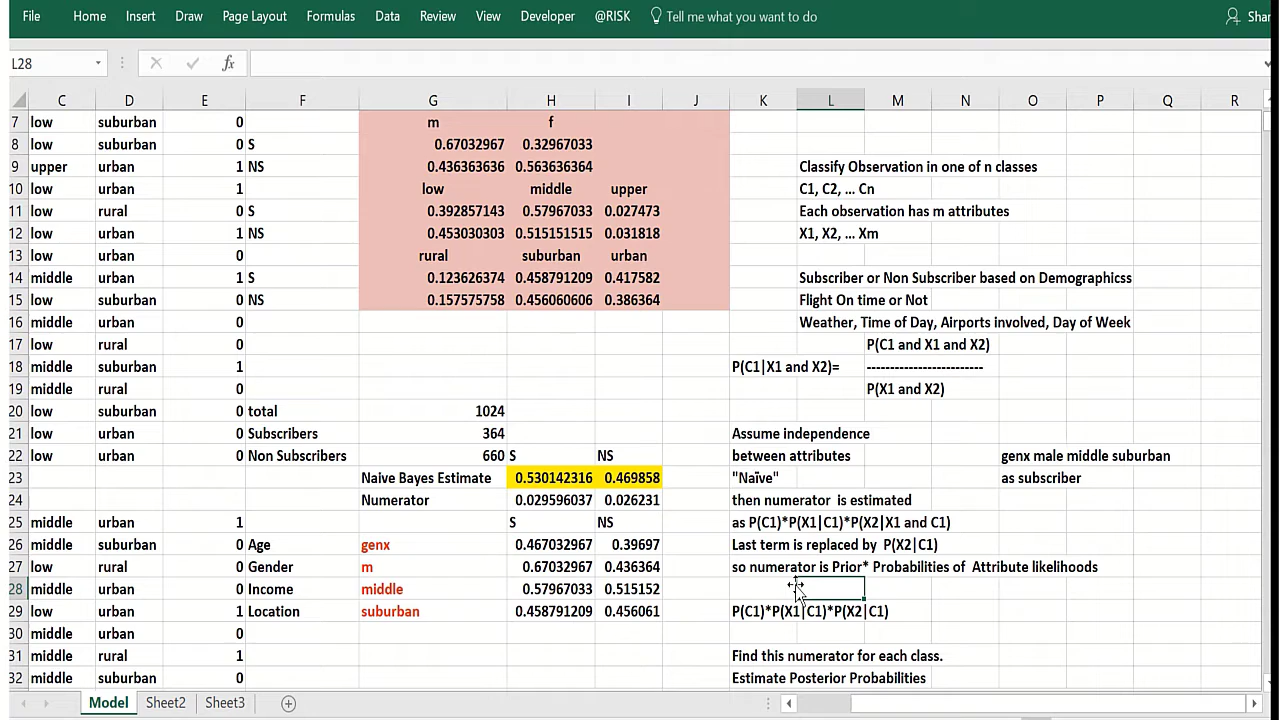 File Home Insert Draw Page Layout Formulas Data Review View Developer @RISK Tell me what you want to do Shar
L28 fx
C D E F G H I J K L M N O P Q R
7 low suburban 0 m f
8 low suburban 0 S 0.67032967 0.32967033
9 upper urban 1 NS 0.436363636 0.563636364 Classify Observation in one of n classes
10 low urban 1 low middle upper C1, C2, ... Cn
11 low rural 0 S 0.392857143 0.57967033 0.027473 Each observation has m attributes
12 low urban 1 NS 0.453030303 0.515151515 0.031818 X1, X2, ... Xm
13 low urban 0 rural suburban urban
14 middle urban 1 S 0.123626374 0.458791209 0.417582 Subscriber or Non Subscriber based on Demographicss
15 low suburban 0 NS 0.157575758 0.456060606 0.386364 Flight On time or Not
16 middle urban 0 Weather, Time of Day, Airports involved, Day of Week
17 low rural 0 P(C1 and X1 and X2)
18 middle suburban 1 P(C1|X1 and X2)= -------------------------
19 middle rural 0 P(X1 and X2)
20 low suburban 0 total 1024
21 low urban 0 Subscribers 364 Assume independence
22 low urban 0 Non Subscribers 660 S NS between attributes genx male middle suburban
23 Naive Bayes Estimate 0.530142316 0.469858 "Naïve" as subscriber
24 Numerator 0.029596037 0.026231 then numerator is estimated
25 middle urban 1 S NS as P(C1)*P(X1|C1)*P(X2|X1 and C1)
26 middle suburban 0 Age genx 0.467032967 0.39697 Last term is replaced by P(X2|C1)
27 low rural 0 Gender m 0.67032967 0.436364 so numerator is Prior* Probabilities of Attribute likelihoods
28 middle urban 0 Income middle 0.57967033 0.515152
29 low urban 1 Location suburban 0.458791209 0.456061 P(C1)*P(X1|C1)*P(X2|C1)
30 middle urban 0
31 middle rural 1 Find this numerator for each class.
32 middle suburban 0 Estimate Posterior Probabilities
Model Sheet2 Sheet3